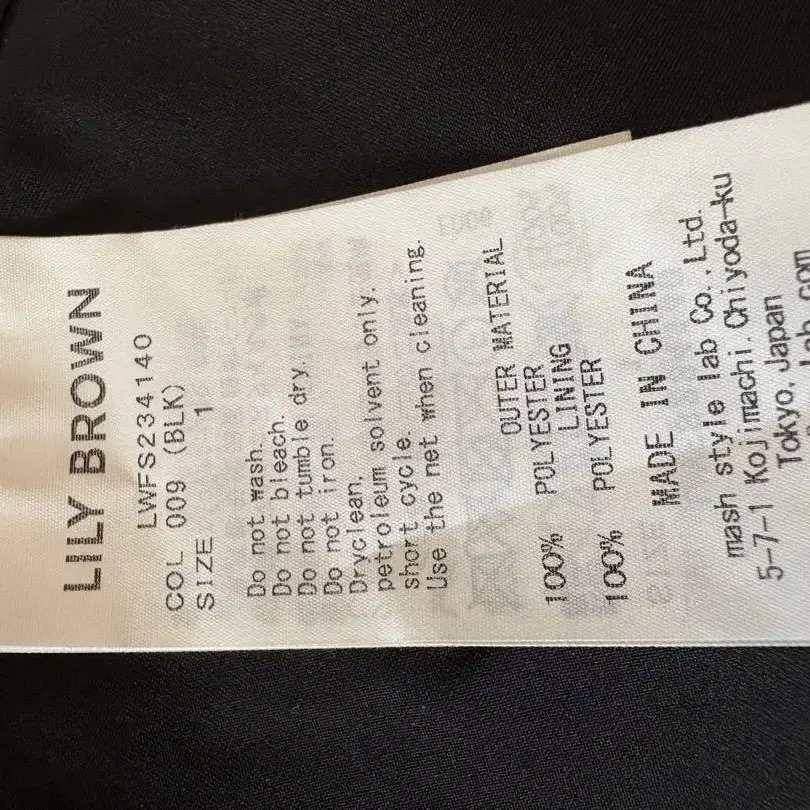 LILY BROWN
LWFS234140
COL 009 (BLK)
SIZE 1
Do not wash.
Do not bleach.
Do not tumble dry.
Do not iron.
Dryclean,
petroleum solvent only.
short cycle.
Use the net when cleaning.
OUTER MATERIAL
100% POLYESTER
LINING
100% POLYESTER
MADE IN CHINA
mash style lab Co.,Ltd.
5-7-1 Kojimachi.Chiyoda-ku
Tokyo. Japan